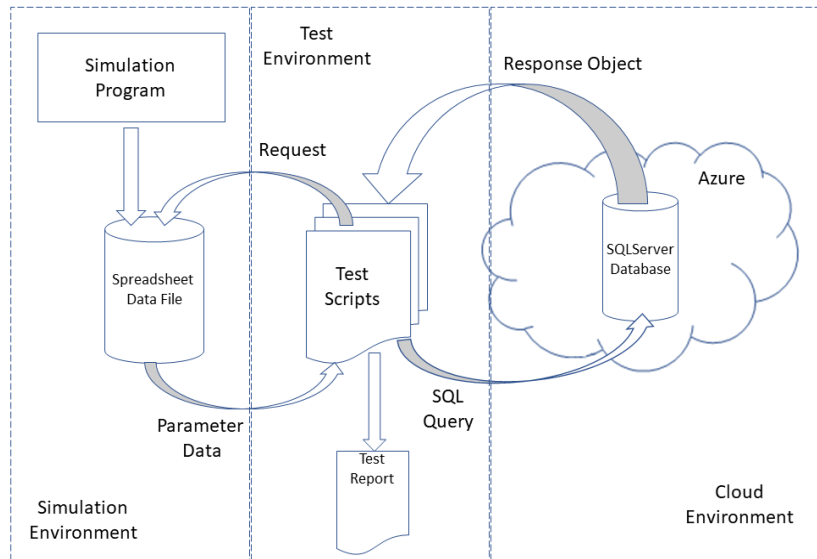 Simulation
Program
Test
Environment
Response Object
Request
Azure
Spreadsheet
Data File
Test
Scripts
SQLServer
Database
Parameter
Data
SQL
Query
Test
Report
Simulation
Environment
Cloud
Environment